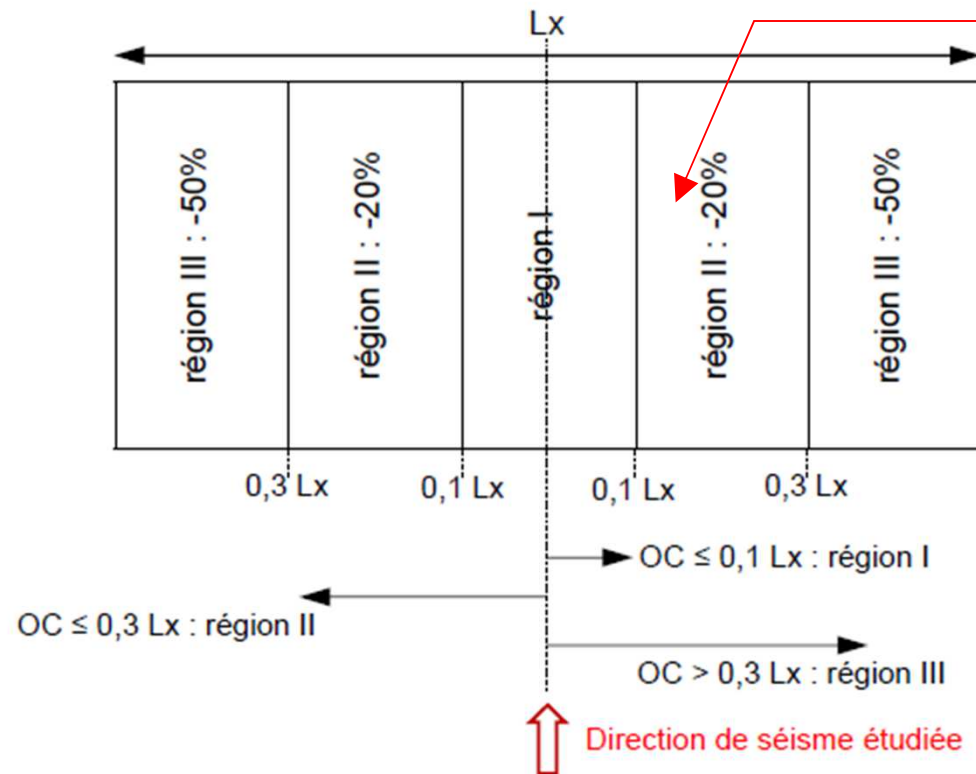 Lx
région III : -50%
région II : -20%
région I
région II : -20%
région III : -50%
0,3 Lx
0,1 Lx
0,1 Lx
0,3 Lx
OC ≤ 0,1 Lx : région I
OC ≤ 0,3 Lx : région II
OC > 0,3 Lx : région III
Direction de séisme étudiée